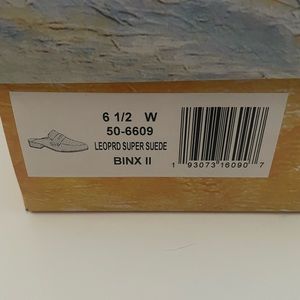 6 1/2 W
50-6609
LEOPRD SUPER SUEDE
BINX II
1 93073 16090 7